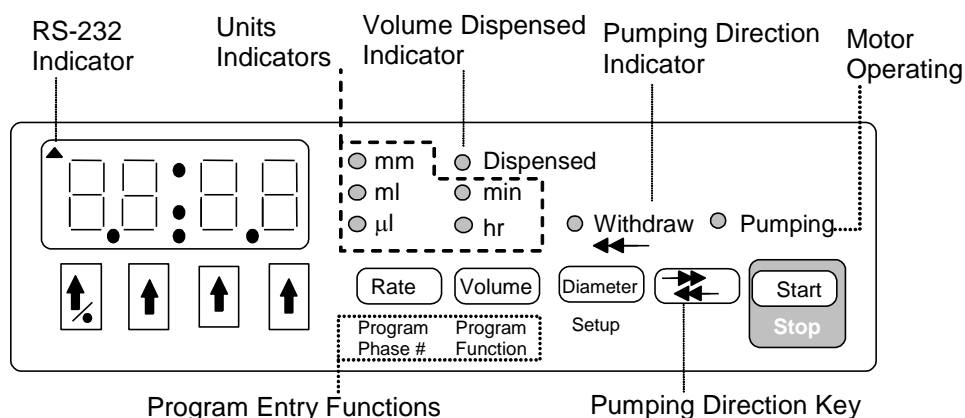 RS-232
Indicator
Units
Indicators
Volume Dispensed
Indicator
Pumping Direction
Indicator
Motor
Operating
mm
Dispensed
ml
min
µl
hr
Withdraw
Pumping
Rate
Volume
Diameter
Start
Program
Phase #
Program
Function
Setup
Stop
Program Entry Functions
Pumping Direction Key